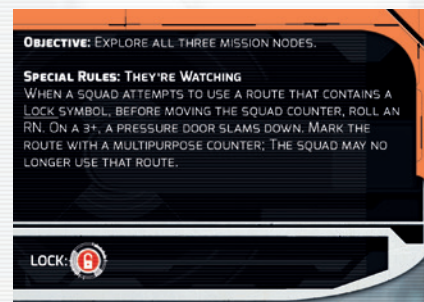 Objective: Explore all three mission nodes.
Special Rules: They're Watching
When a squad attempts to use a route that contains a
Lock symbol, before moving the squad counter, roll an
RN. On a 3+, a pressure door slams down. Mark the
route with a multipurpose counter; The squad may no
longer use that route.
Lock: